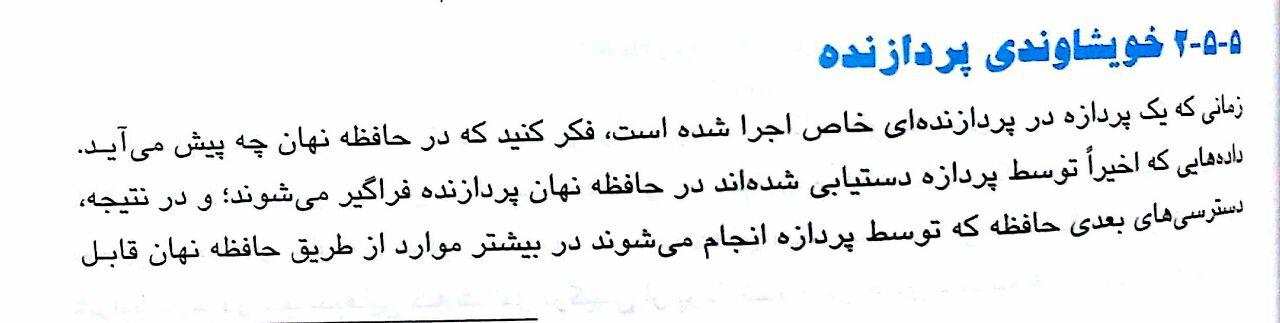 ۲-۵-۵ خویشاوندی پردازنده
زمانی که یک پردازه در پردازنده‌ای خاص اجرا شده است، فکر کنید که در حافظه نهان چه پیش می‌آیـد.
داده‌هایی که اخیراً توسط پردازه دستیابی شده‌اند در حافظه نهان پردازنده فراگیر می‌شوند؛ و در نتیجه،
دسترسی‌های بعدی حافظه که توسط پردازه انجام می‌شوند در بیشتر موارد از طریق حافظه نهان قابـل